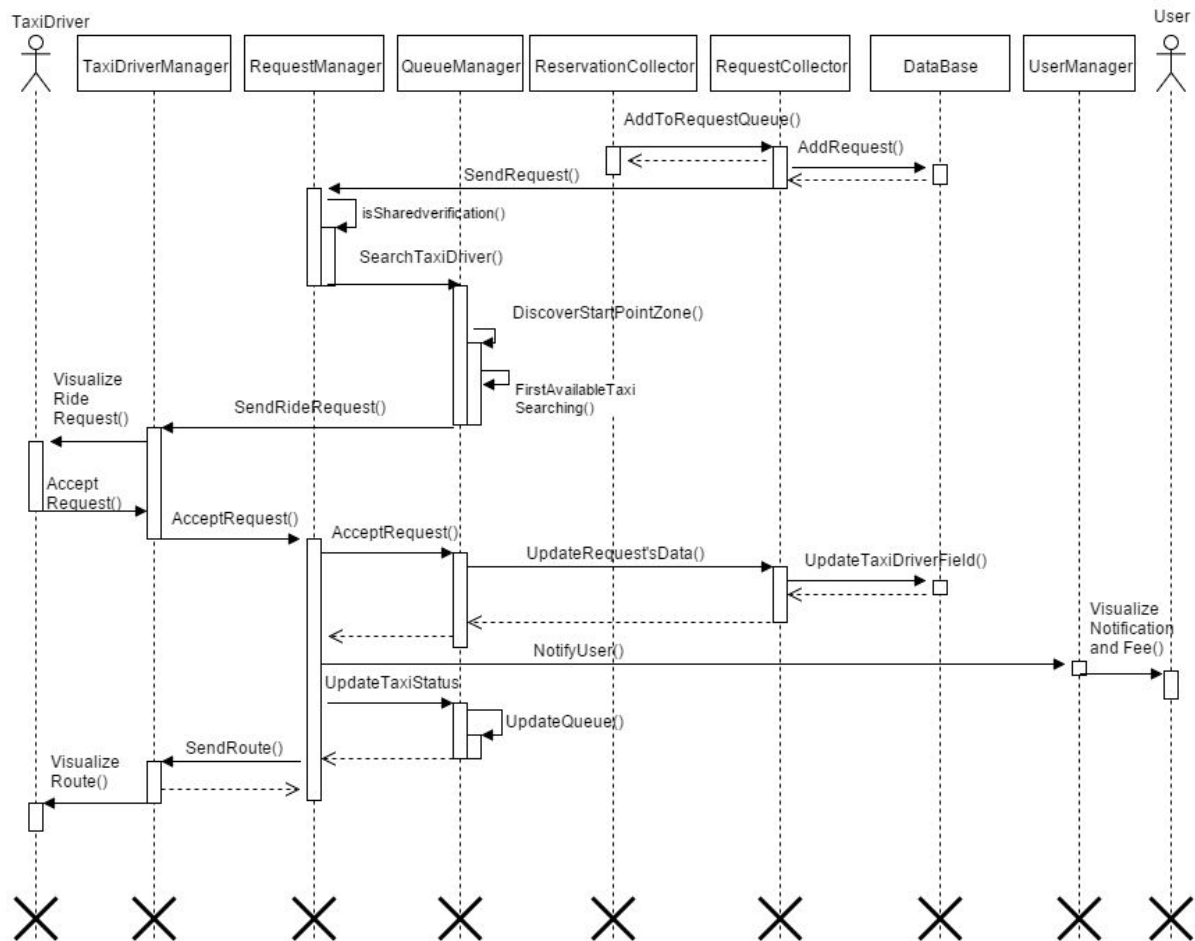 TaxiDriver
User
TaxiDriverManager
RequestManager
QueueManager
ReservationCollector
RequestCollector
DataBase
UserManager
AddToRequestQueue()
AddRequest()
SendRequest()
isSharedverification()
SearchTaxiDriver()
DiscoverStartPointZone()
Visualize
Ride
Request()
FirstAvailableTaxi
Searching()
SendRideRequest()
Accept
Request()
AcceptRequest()
AcceptRequest()
UpdateRequest'sData()
UpdateTaxiDriverField()
Visualize
Notification
and Fee()
NotifyUser()
UpdateTaxiStatus
UpdateQueue()
SendRoute()
Visualize
Route()